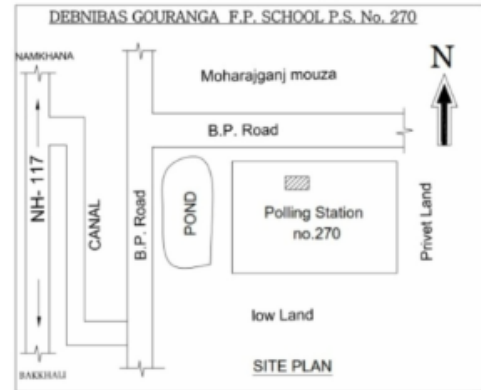 DEBNIBAS GOURANGA F.P. SCHOOL P.S. No. 270
NAMKHANA
Moharajganj mouza
N
B.P. Road
NH- 117
CANAL
B.P. Road
POND
Polling Station
no.270
Privet Land
low Land
SITE PLAN
BAKKHALI